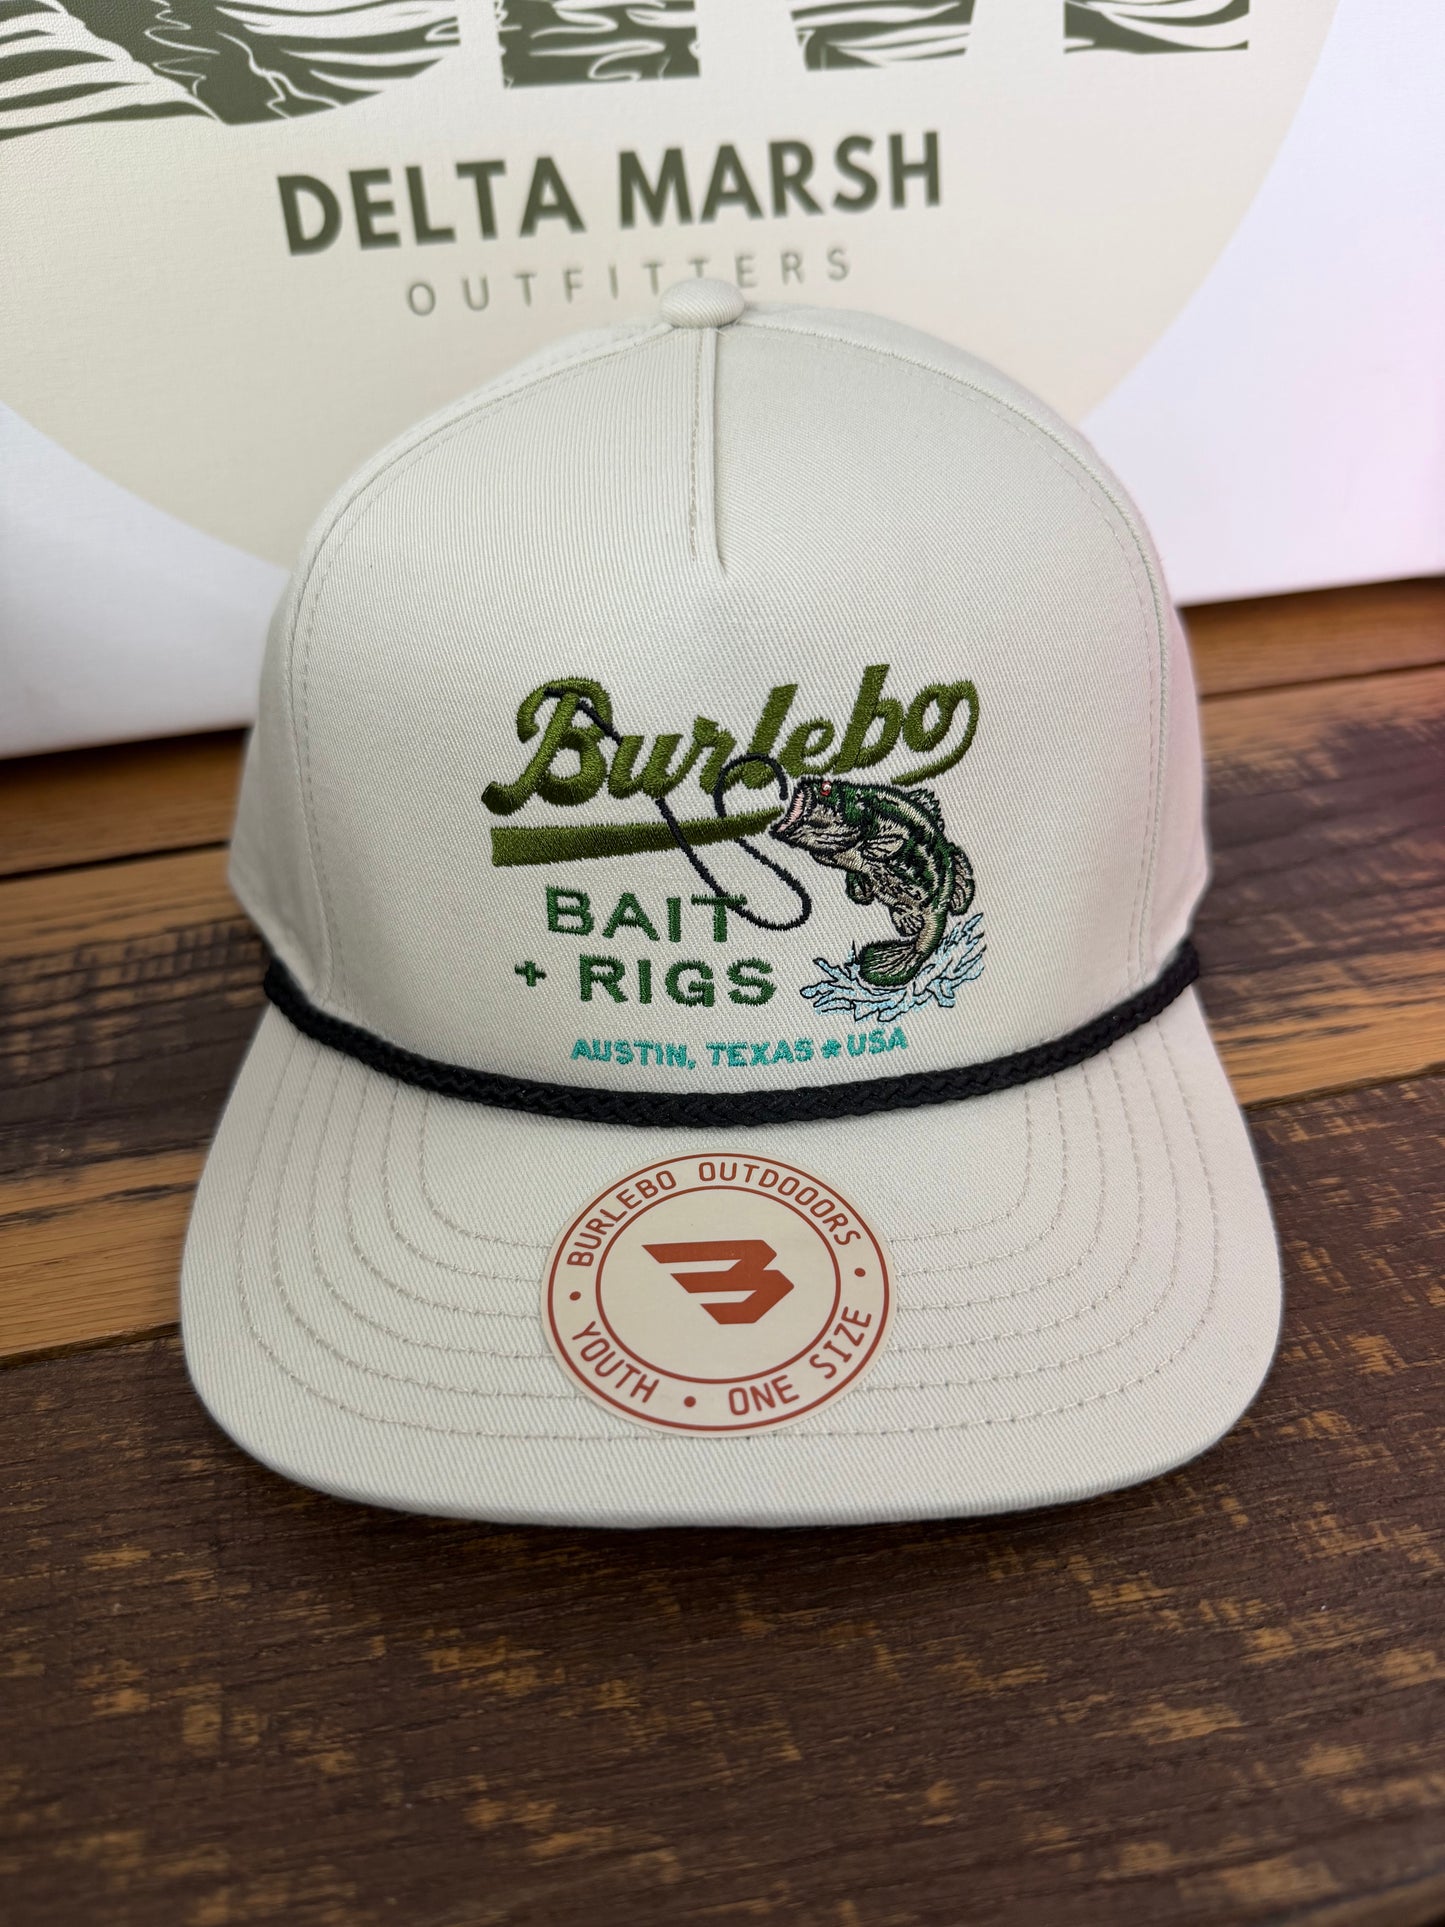 DELTA MARSH
OUTFITTERS
Burlebo
BAIT
+ RIGS
AUSTIN, TEXAS * USA
BURLEBO OUTDOOORS
• YOUTH • ONE SIZE •